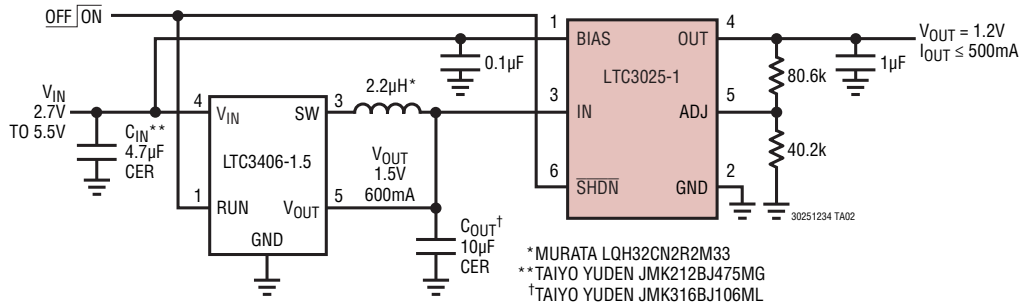 OFF ON
1
BIAS
OUT
4
VOUT = 1.2V
IOUT ≤ 500mA
0.1µF
LTC3025-1
80.6k
1µF
VIN
2.7V
TO 5.5V
CIN**
4.7µF
CER
4
VIN
SW
3
2.2µH*
3
IN
ADJ
5
LTC3406-1.5
VOUT
1.5V
600mA
40.2k
1
RUN
VOUT
5
6
SHDN
GND
2
GND
COUT†
10µF
CER
30251234 TA02
*MURATA LQH32CN2R2M33
**TAIYO YUDEN JMK212BJ475MG
†TAIYO YUDEN JMK316BJ106ML